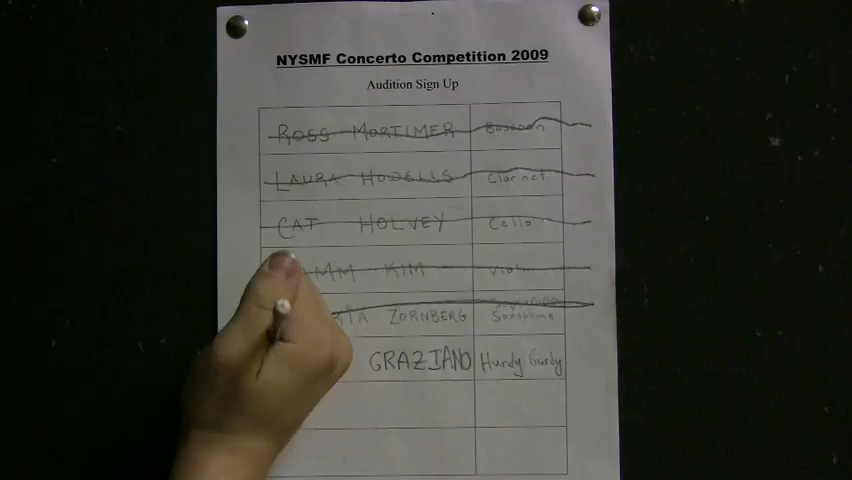 NYSMF Concerto Competition 2009
Audition Sign Up
ROSS MORTIMER Bassoon
LAURA HOWELLS Clarinet
CAT HOLVEY Cello
KIM Violin
ZORNBERG Saxophone
GRAZIANO Hurdy Gurdy